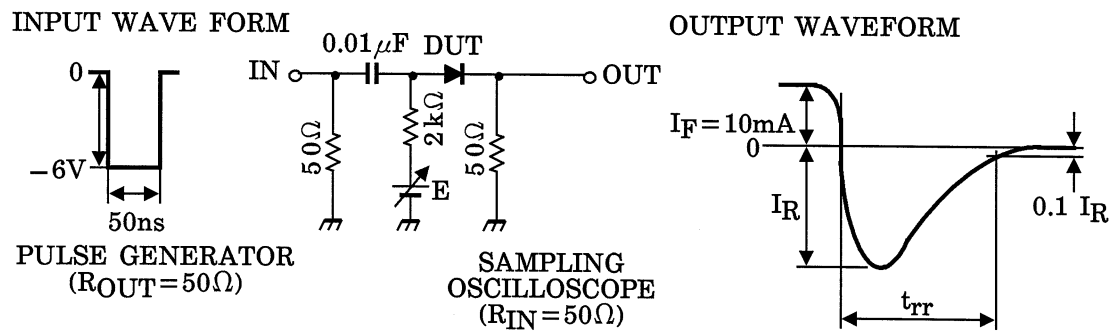 INPUT WAVE FORM
0
−6V
50ns
PULSE GENERATOR
(ROUT=50Ω)
0.01μF DUT
IN
OUT
50Ω
2kΩ
E
50Ω
SAMPLING
OSCILLOSCOPE
(RIN=50Ω)
OUTPUT WAVEFORM
IF=10mA
0
IR
0.1 IR
trr